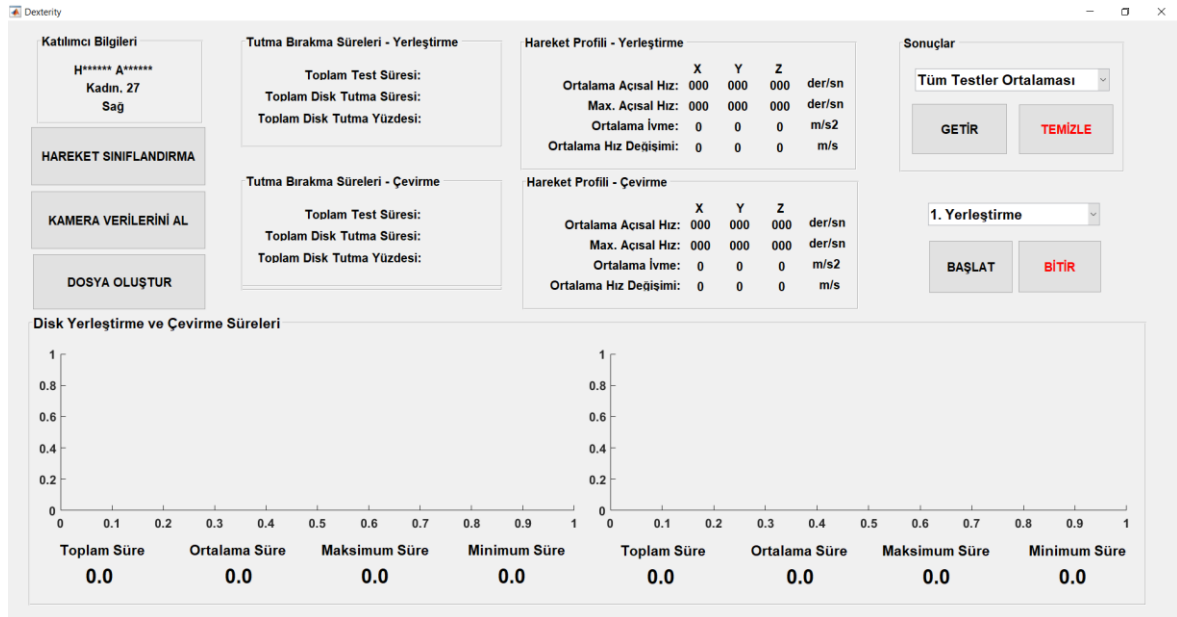 Dexterity
Katılımcı Bilgileri
H****** A******
Kadın. 27
Sağ
HAREKET SINIFLANDIRMA
KAMERA VERİLERİNİ AL
DOSYA OLUŞTUR
Tutma Bırakma Süreleri - Yerleştirme
Toplam Test Süresi:
Toplam Disk Tutma Süresi:
Toplam Disk Tutma Yüzdesi:
Tutma Bırakma Süreleri - Çevirme
Toplam Test Süresi:
Toplam Disk Tutma Süresi:
Toplam Disk Tutma Yüzdesi:
Hareket Profili - Yerleştirme
X Y Z
Ortalama Açısal Hız: 000 000 000 der/sn
Max. Açısal Hız: 000 000 000 der/sn
Ortalama İvme: 0 0 0 m/s2
Ortalama Hız Değişimi: 0 0 0 m/s
Hareket Profili - Çevirme
X Y Z
Ortalama Açısal Hız: 000 000 000 der/sn
Max. Açısal Hız: 000 000 000 der/sn
Ortalama İvme: 0 0 0 m/s2
Ortalama Hız Değişimi: 0 0 0 m/s
Sonuçlar
Tüm Testler Ortalaması
GETİR TEMİZLE
1. Yerleştirme
BAŞLAT BİTİR
Disk Yerleştirme ve Çevirme Süreleri
1
0.8
0.6
0.4
0.2
0
0 0.1 0.2 0.3 0.4 0.5 0.6 0.7 0.8 0.9 1
Toplam Süre Ortalama Süre Maksimum Süre Minimum Süre
0.0 0.0 0.0 0.0
1
0.8
0.6
0.4
0.2
0
0 0.1 0.2 0.3 0.4 0.5 0.6 0.7 0.8 0.9 1
Toplam Süre Ortalama Süre Maksimum Süre Minimum Süre
0.0 0.0 0.0 0.0